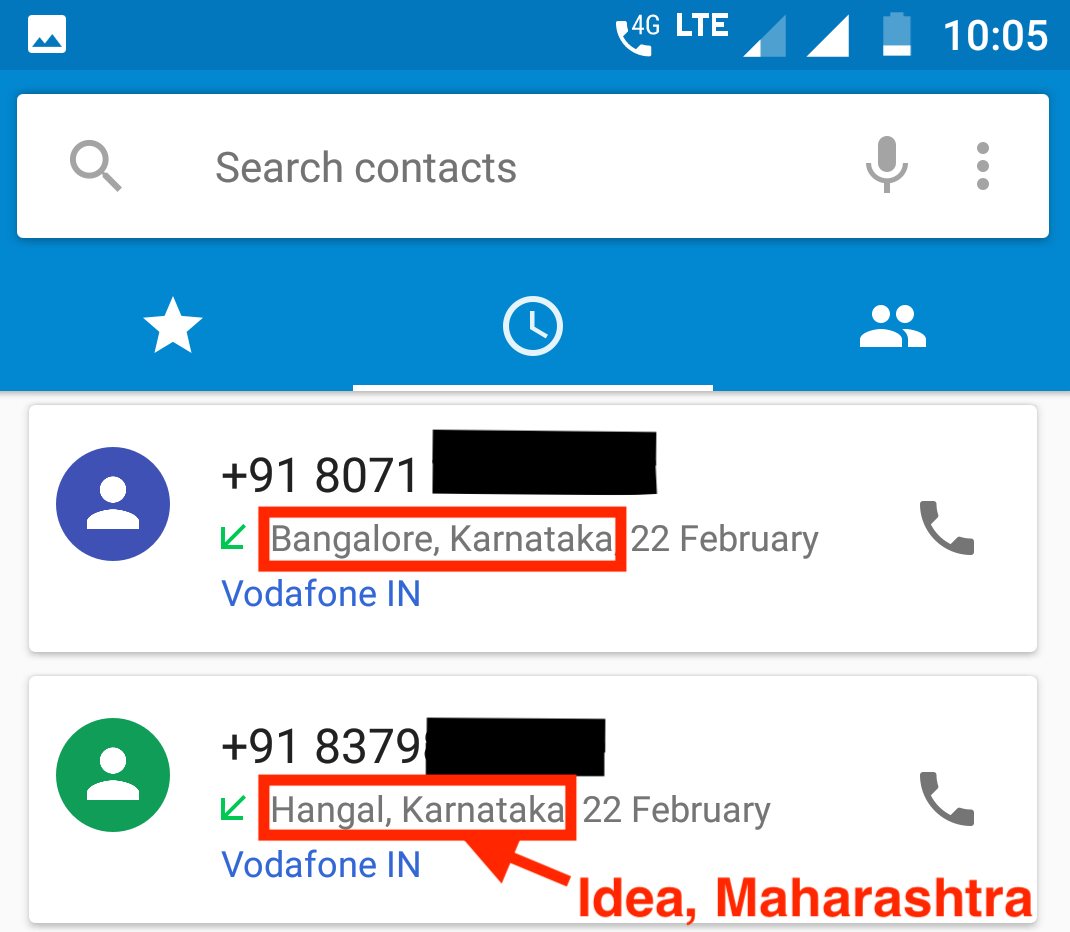 4G LTE 10:05
Search contacts
+91 8071
Bangalore, Karnataka, 22 February
Vodafone IN
+91 8379
Hangal, Karnataka, 22 February
Vodafone IN
Idea, Maharashtra